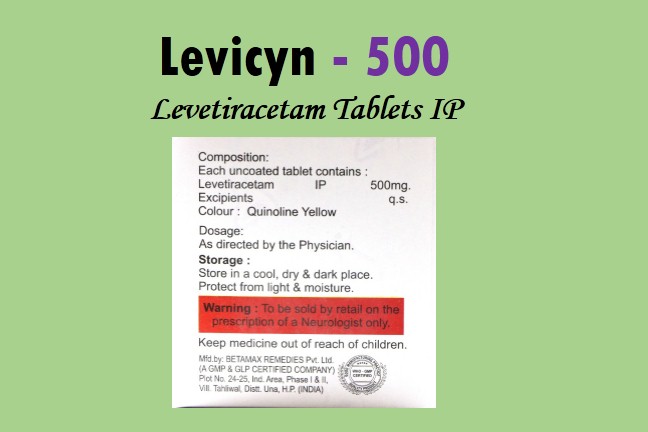 Levicyn - 500
Levetiracetam Tablets IP
Composition:
Each uncoated tablet contains :
Levetiracetam IP 500mg.
Excipients q.s.
Colour : Quinoline Yellow
Dosage:
As directed by the Physician.
Storage :
Store in a cool, dry & dark place.
Protect from light & moisture.
Warning : To be sold by retail on the
prescription of a Neurologist only.
Keep medicine out of reach of children.
Mfd.by: BETAMAX REMEDIES Pvt. Ltd.
(A GMP & GLP CERTIFIED COMPANY)
Plot No. 24-25, Ind. Area, Phase I & II,
Vill. Tahliwal, Distt. Una, H.P. (INDIA)
WHO - GMP
CERTIFIED